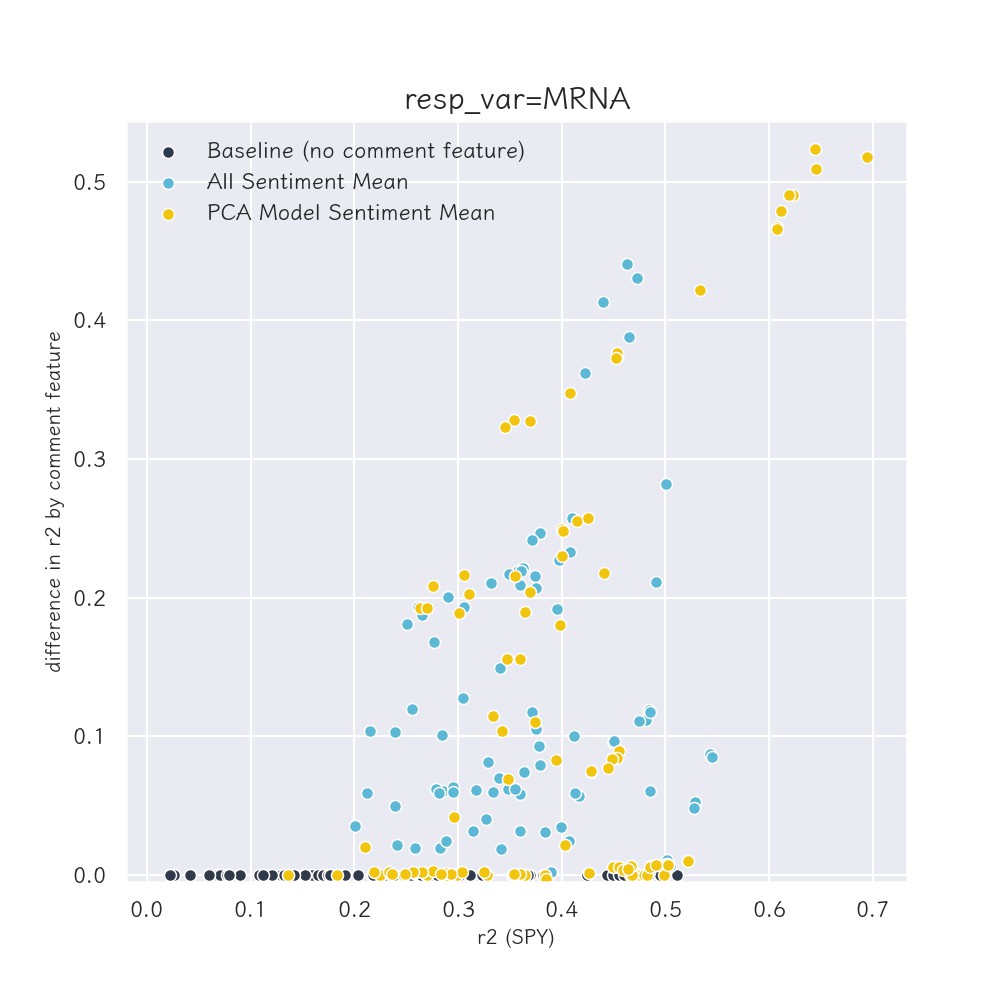 resp_var=MRNA
Baseline (no comment feature)
All Sentiment Mean
PCA Model Sentiment Mean
difference in r2 by comment feature
0.5
0.4
0.3
0.2
0.1
0.0
0.0 0.1 0.2 0.3 0.4 0.5 0.6 0.7
r2 (SPY)